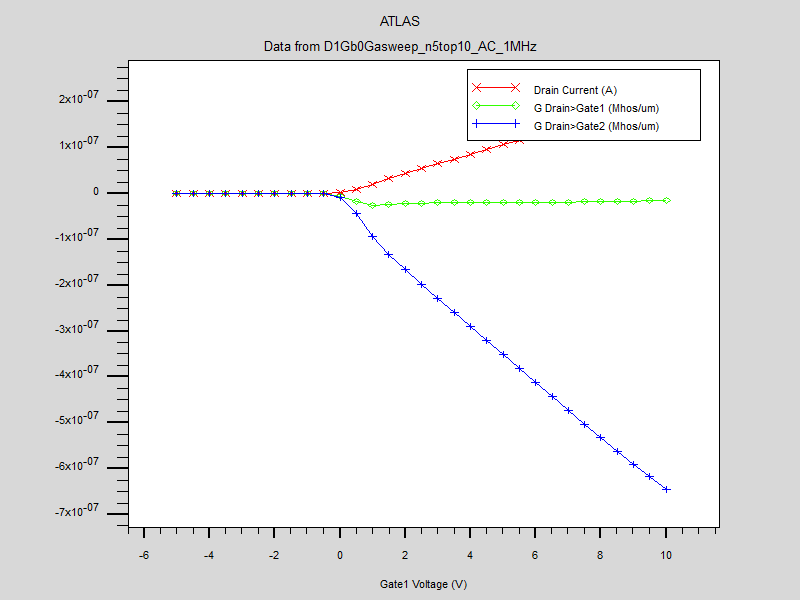 ATLAS
Data from D1Gb0Gasweep_n5top10_AC_1MHz
Drain Current (A)
G Drain>Gate1 (Mhos/um)
G Drain>Gate2 (Mhos/um)
2x10-07
1x10-07
0
-1x10-07
-2x10-07
-3x10-07
-4x10-07
-5x10-07
-6x10-07
-7x10-07
-6 -4 -2 0 2 4 6 8 10
Gate1 Voltage (V)